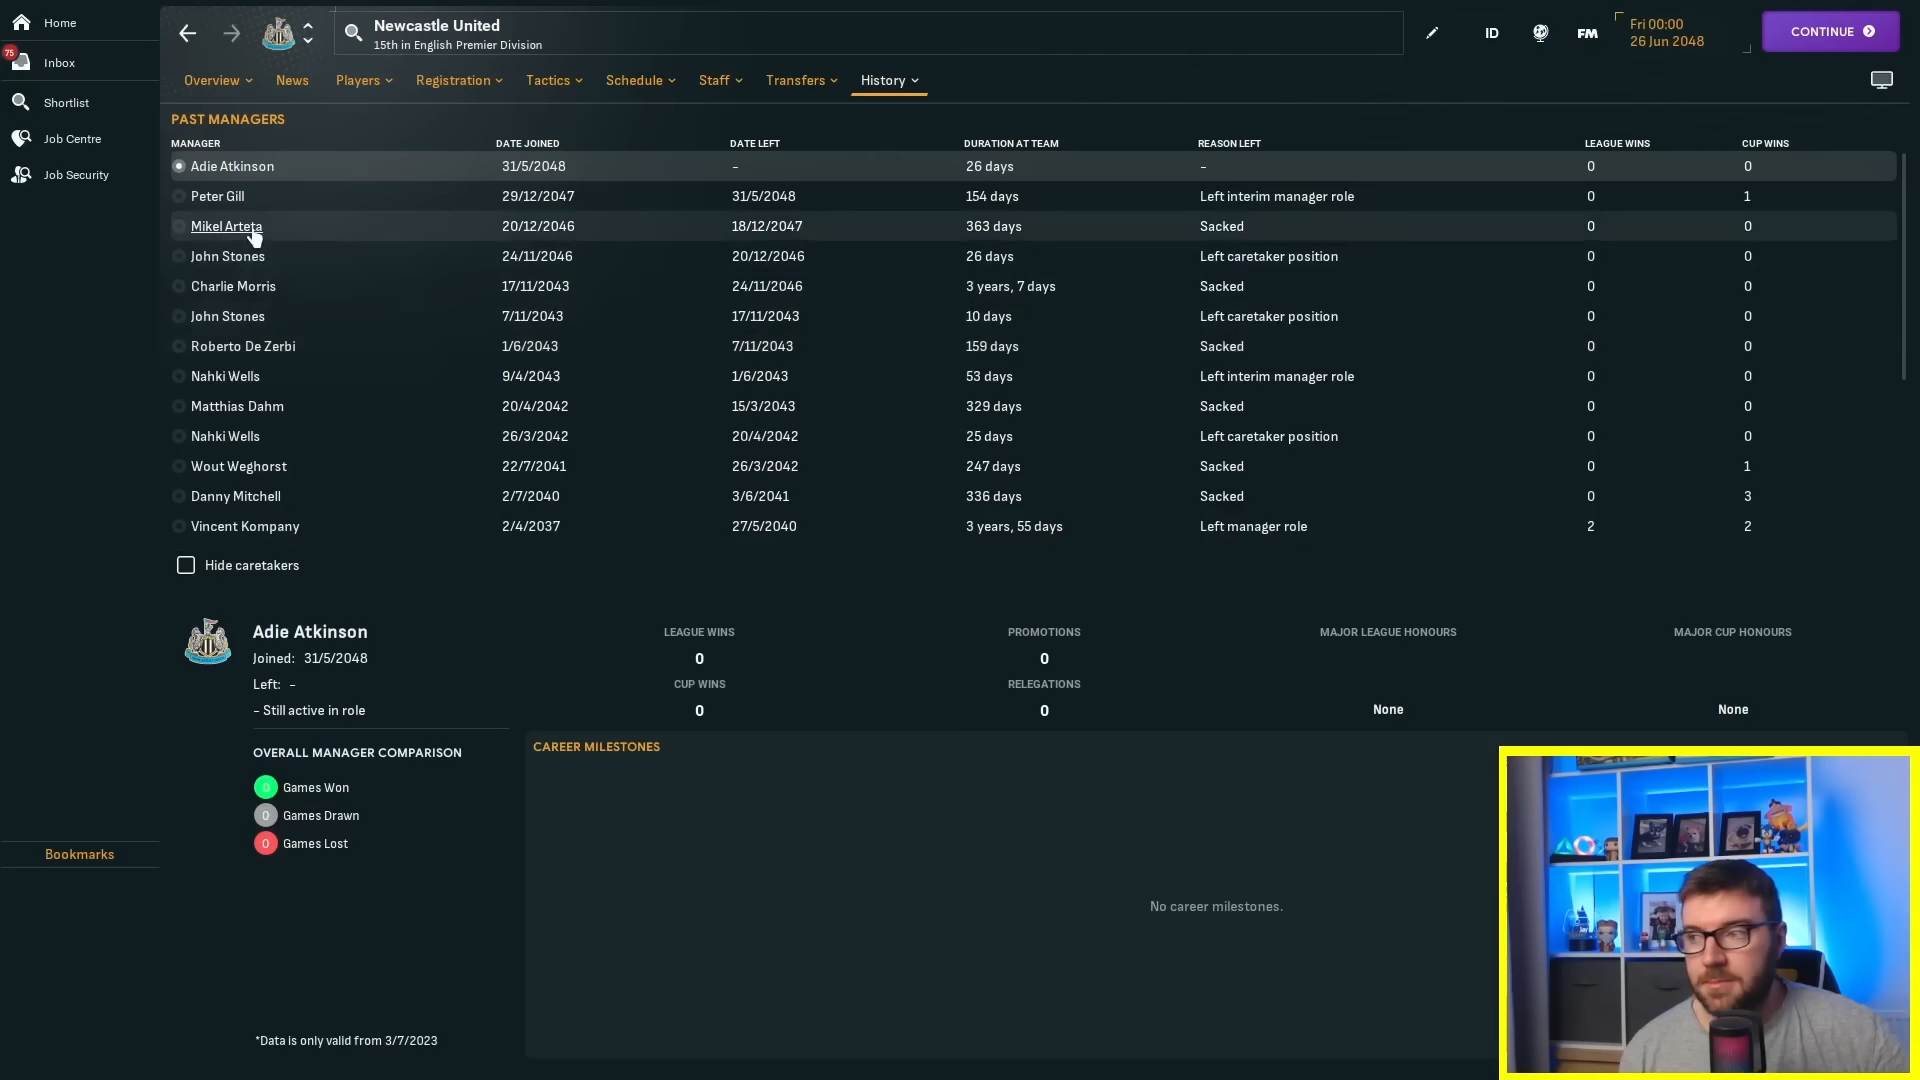 Home
75
Inbox
Shortlist
Job Centre
Job Security
Bookmarks
Newcastle United
15th in English Premier Division
ID
FM
Fri 00:00
26 Jun 2048
CONTINUE
Overview News Players Registration Tactics Schedule Staff Transfers History
PAST MANAGERS
MANAGER DATE JOINED DATE LEFT DURATION AT TEAM REASON LEFT LEAGUE WINS CUP WINS
Adie Atkinson 31/5/2048 - 26 days - 0 0
Peter Gill 29/12/2047 31/5/2048 154 days Left interim manager role 0 1
Mikel Arteta 20/12/2046 18/12/2047 363 days Sacked 0 0
John Stones 24/11/2046 20/12/2046 26 days Left caretaker position 0 0
Charlie Morris 17/11/2043 24/11/2046 3 years, 7 days Sacked 0 0
John Stones 7/11/2043 17/11/2043 10 days Left caretaker position 0 0
Roberto De Zerbi 1/6/2043 7/11/2043 159 days Sacked 0 0
Nahki Wells 9/4/2043 1/6/2043 53 days Left interim manager role 0 0
Matthias Dahm 20/4/2042 15/3/2043 329 days Sacked 0 0
Nahki Wells 26/3/2042 20/4/2042 25 days Left caretaker position 0 0
Wout Weghorst 22/7/2041 26/3/2042 247 days Sacked 0 1
Danny Mitchell 2/7/2040 3/6/2041 336 days Sacked 0 3
Vincent Kompany 2/4/2037 27/5/2040 3 years, 55 days Left manager role 2 2
Hide caretakers
Adie Atkinson
Joined: 31/5/2048
Left: -
- Still active in role
LEAGUE WINS PROMOTIONS MAJOR LEAGUE HONOURS MAJOR CUP HONOURS
0 0
CUP WINS RELEGATIONS
0 0 None None
OVERALL MANAGER COMPARISON
0 Games Won
0 Games Drawn
0 Games Lost
CAREER MILESTONES
No career milestones.
*Data is only valid from 3/7/2023